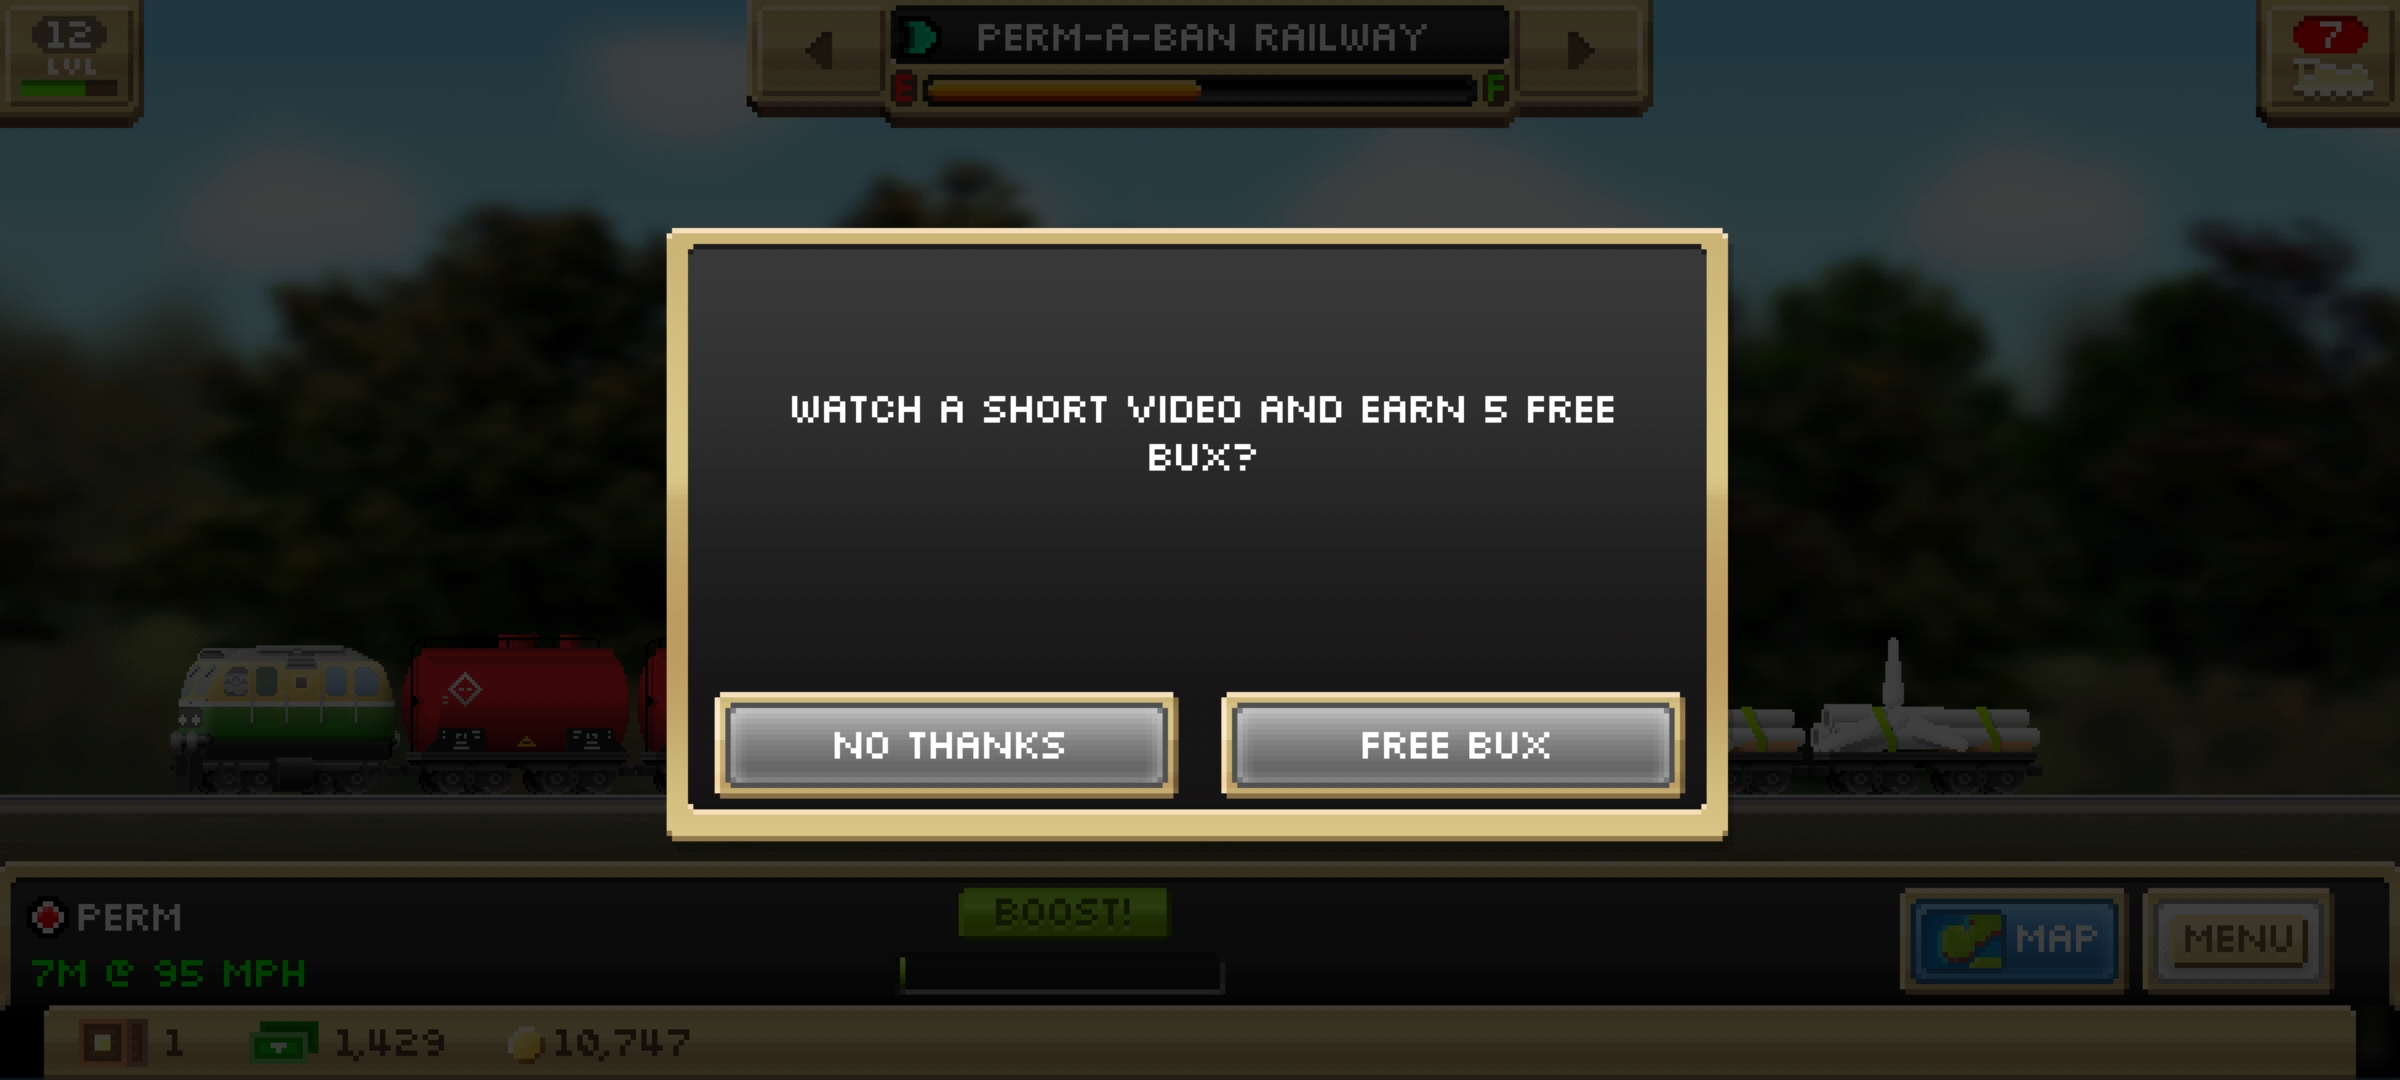 12
LVL
PERM-A-BAN RAILWAY
E
F
7
WATCH A SHORT VIDEO AND EARN 5 FREE
BUX?
NO THANKS
FREE BUX
PERM
7M @ 95 MPH
BOOST!
MAP
MENU
1
1,429
10,747